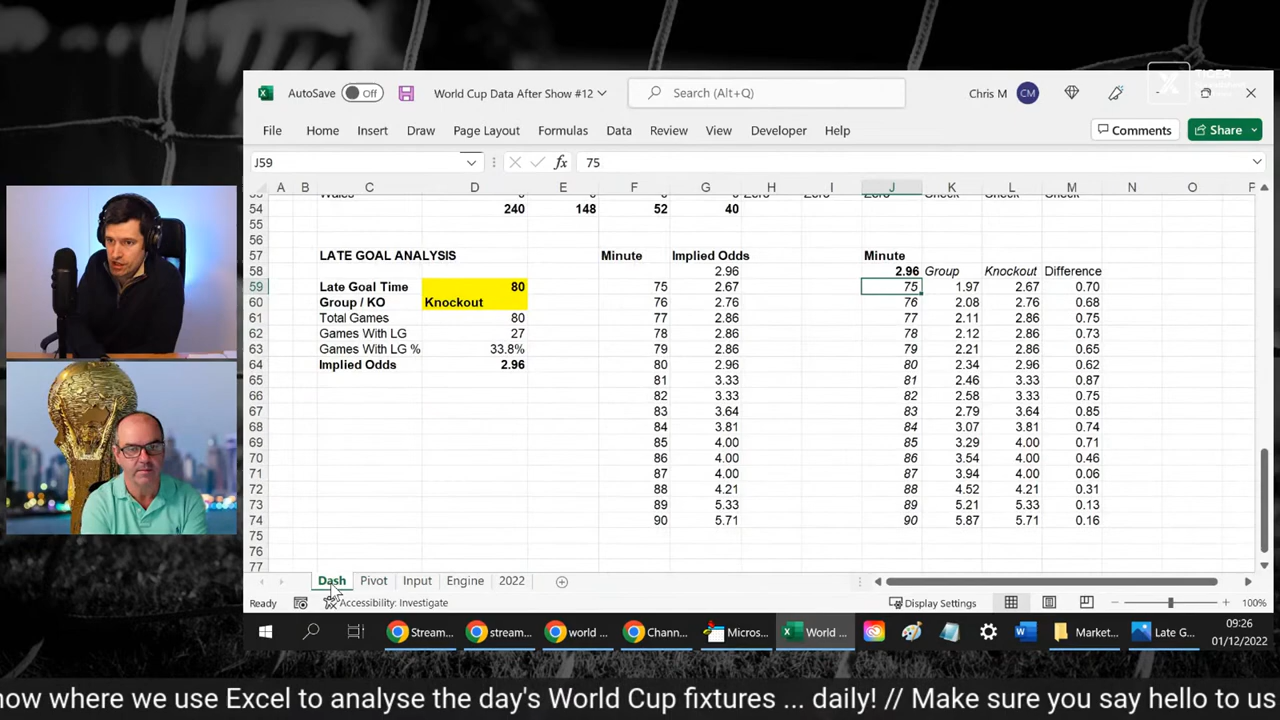 TIGER
AutoSave Off World Cup Data After Show #12 Search (Alt+Q) Chris M CM
File Home Insert Draw Page Layout Formulas Data Review View Developer Help Comments Share
J59 fx 75
A B C D E F G H I J K L M N O
Wales
54 240 148 52 40
55
56
57 LATE GOAL ANALYSIS Minute Implied Odds Minute
58 2.96 2.96 Group Knockout Difference
59 Late Goal Time 80 75 2.67 75 1.97 2.67 0.70
60 Group / KO Knockout 76 2.76 76 2.08 2.76 0.68
61 Total Games 80 77 2.86 77 2.11 2.86 0.75
62 Games With LG 27 78 2.86 78 2.12 2.86 0.73
63 Games With LG % 33.8% 79 2.86 79 2.21 2.86 0.65
64 Implied Odds 2.96 80 2.96 80 2.34 2.96 0.62
65 81 3.33 81 2.46 3.33 0.87
66 82 3.33 82 2.58 3.33 0.75
67 83 3.64 83 2.79 3.64 0.85
68 84 3.81 84 3.07 3.81 0.74
69 85 4.00 85 3.29 4.00 0.71
70 86 4.00 86 3.54 4.00 0.46
71 87 4.00 87 3.94 4.00 0.06
72 88 4.21 88 4.52 4.21 0.31
73 89 5.33 89 5.21 5.33 0.13
74 90 5.71 90 5.87 5.71 0.16
75
76
77
Dash Pivot Input Engine 2022
Ready Accessibility: Investigate Display Settings 100%
Stream... stream... world ... Chann... Micros... World ... Market... Late G... 09:26
01/12/2022
now where we use Excel to analyse the day's World Cup fixtures ... daily! // Make sure you say hello to us